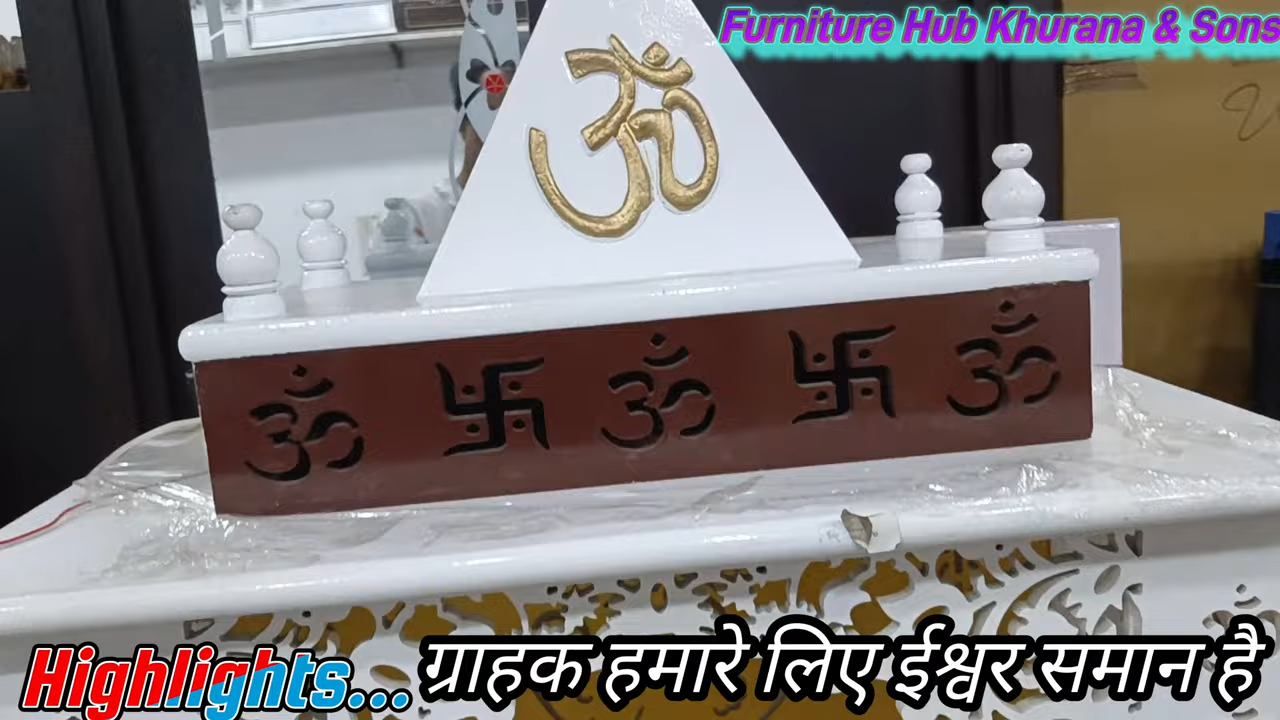 Furniture Hub Khurana & Sons
ॐ
ॐ 卐 ॐ 卐 ॐ
Highlights... ग्राहक हमारे लिए ईश्वर समान है